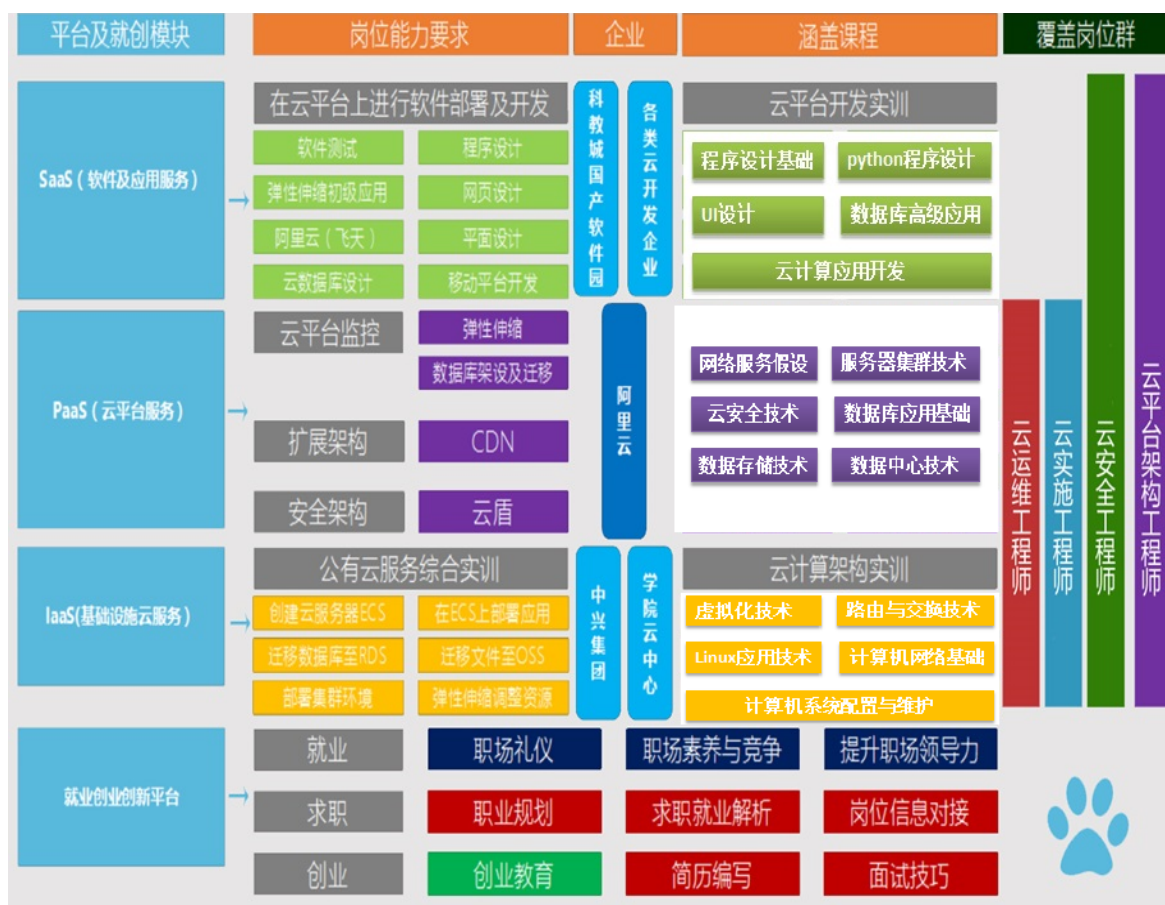 平台及就创模块
岗位能力要求
企业
涵盖课程
覆盖岗位群
SaaS（软件及应用服务）
在云平台上进行软件部署及开发
软件测试
程序设计
弹性伸缩初级应用
网页设计
阿里云（飞天）
平面设计
云数据库设计
移动平台开发
科教城国产软件园
各类云开发企业
云平台开发实训
程序设计基础
python程序设计
UI设计
数据库高级应用
云计算应用开发
PaaS（云平台服务）
云平台监控
弹性伸缩
数据库架设及迁移
扩展架构
CDN
安全架构
云盾
阿里云
网络服务假设
服务器集群技术
云安全技术
数据库应用基础
数据存储技术
数据中心技术
IaaS(基础设施云服务）
公有云服务综合实训
创建云服务器ECS
在ECS上部署应用
迁移数据库至RDS
迁移文件至OSS
部署集群环境
弹性伸缩调整资源
中兴集团
学院云中心
云计算架构实训
虚拟化技术
路由与交换技术
Linux应用技术
计算机网络基础
计算机系统配置与维护
云运维工程师
云实施工程师
云安全工程师
云平台架构工程师
就业创业创新平台
就业
职场礼仪
职场素养与竞争
提升职场领导力
求职
职业规划
求职就业解析
岗位信息对接
创业
创业教育
简历编写
面试技巧